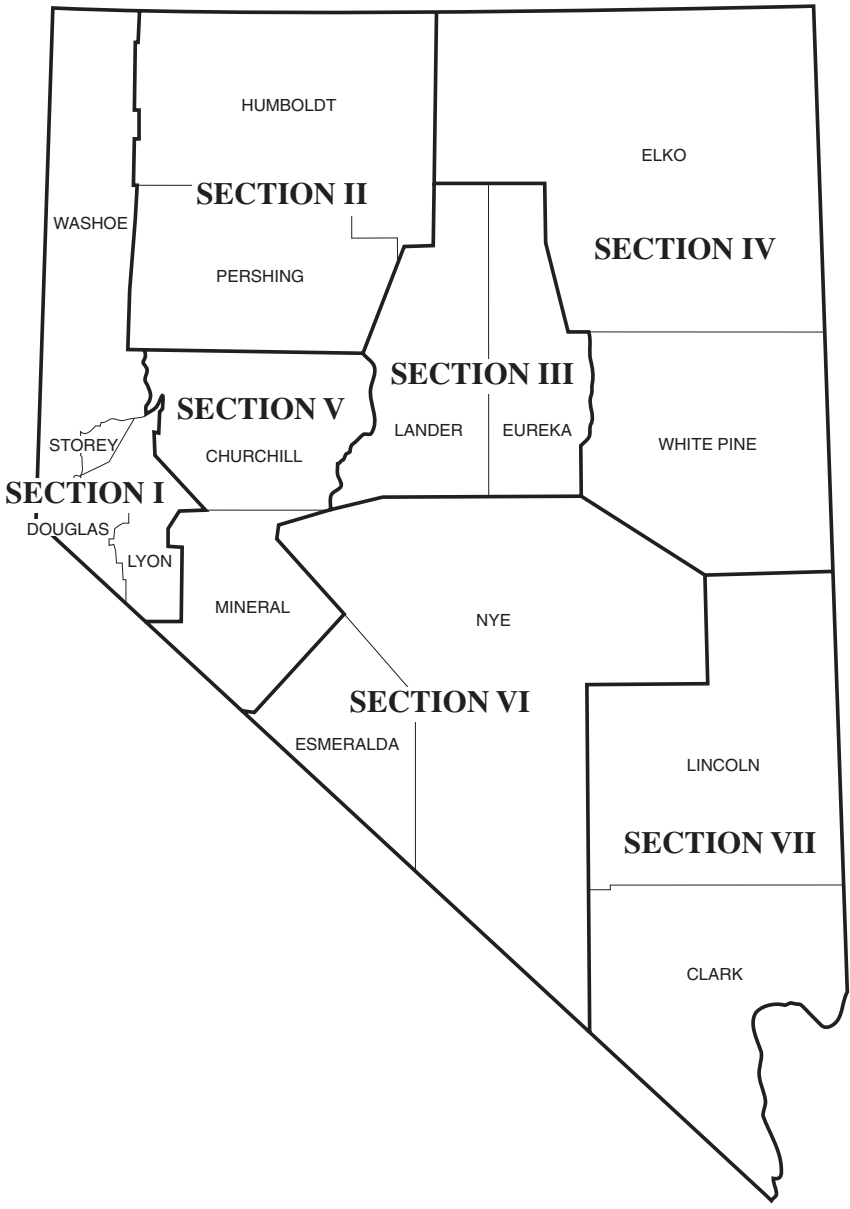 HUMBOLDT
ELKO
SECTION II
WASHOE
SECTION IV
PERSHING
SECTION III
SECTION V
LANDER
EUREKA
STOREY
WHITE PINE
CHURCHILL
SECTION I
DOUGLAS
LYON
MINERAL
NYE
SECTION VI
ESMERALDA
LINCOLN
SECTION VII
CLARK